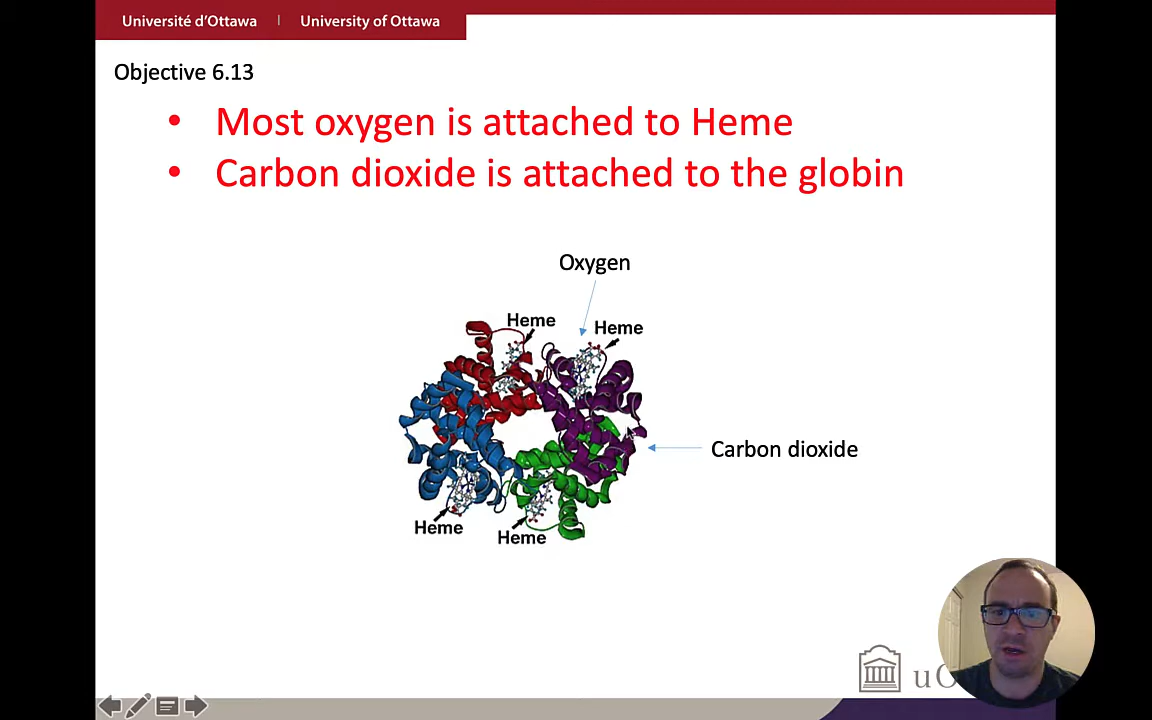 Université d'Ottawa | University of Ottawa
Objective 6.13
• Most oxygen is attached to Heme
• Carbon dioxide is attached to the globin
Oxygen
Heme
Heme
Carbon dioxide
Heme
Heme